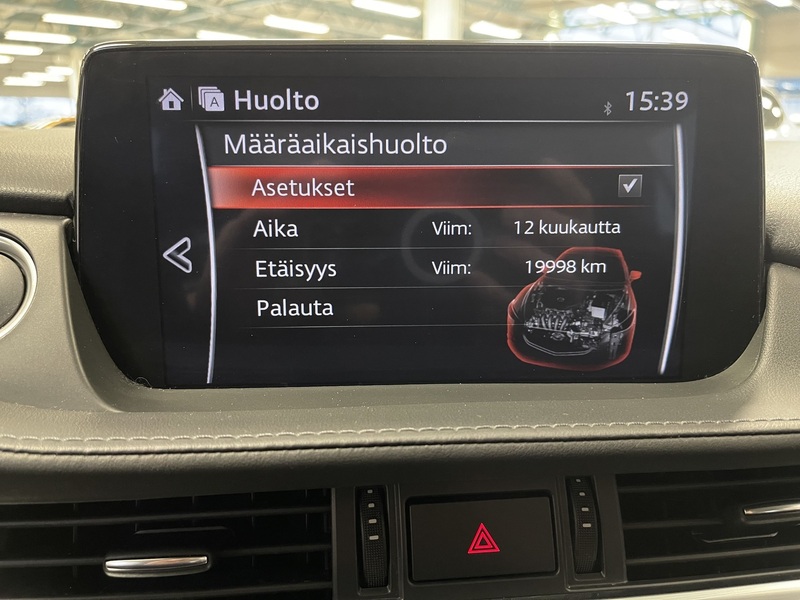 A Huolto 15:39
Määräaikaishuolto
Asetukset
Aika Viim: 12 kuukautta
Etäisyys Viim: 19998 km
Palauta